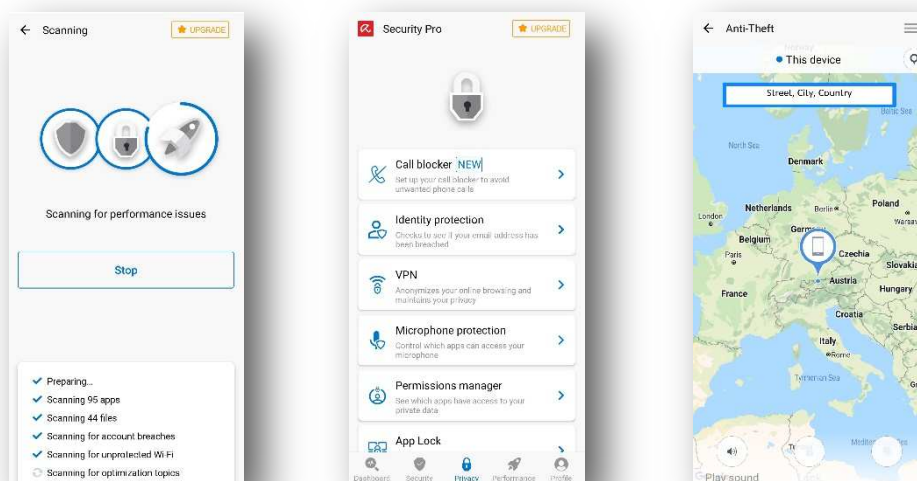 Scanning
UPGRADE
Scanning for performance issues
Stop
Preparing...
Scanning 95 apps
Scanning 44 files
Scanning for account breaches
Scanning for unprotected Wi-Fi
Scanning for optimization topics
Security Pro
UPGRADE
Call blocker NEW
Set up your call blocker to avoid
unwanted phone calls
Identity protection
Checks to see if your email address has
been breached
VPN
Anonymizes your online browsing and
maintains your privacy
Microphone protection
Control which apps can access your
microphone
Permissions manager
See which apps have access to your
private data
App Lock
Dashboard Security Privacy Performance Profile
Anti-Theft
Norway
This device
Street, City, Country
Baltic Sea
North Sea
Denmark
Netherlands
Berlin
Poland
Warsaw
London
Germany
Belgium
Paris
Czechia
Slovakia
Austria
Hungary
France
Croatia
Serbia
Italy
Rome
Tyrrhenian Sea
Play sound
Lock